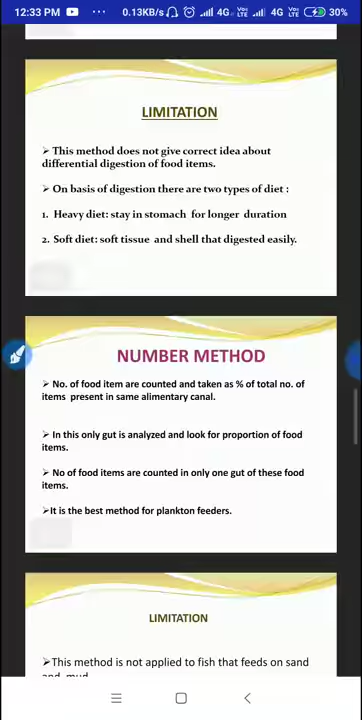 12:33 PM ... 0.13KB/s 4G Vo LTE 4G Vo LTE 30%
LIMITATION
➢ This method does not give correct idea about
differential digestion of food items.
➢ On basis of digestion there are two types of diet :
1. Heavy diet: stay in stomach for longer duration
2. Soft diet: soft tissue and shell that digested easily.
NUMBER METHOD
➢ No. of food item are counted and taken as % of total no. of
items present in same alimentary canal.
➢ In this only gut is analyzed and look for proportion of food
items.
➢ No of food items are counted in only one gut of these food
items.
➢It is the best method for plankton feeders.
LIMITATION
➢This method is not applied to fish that feeds on sand
and mud